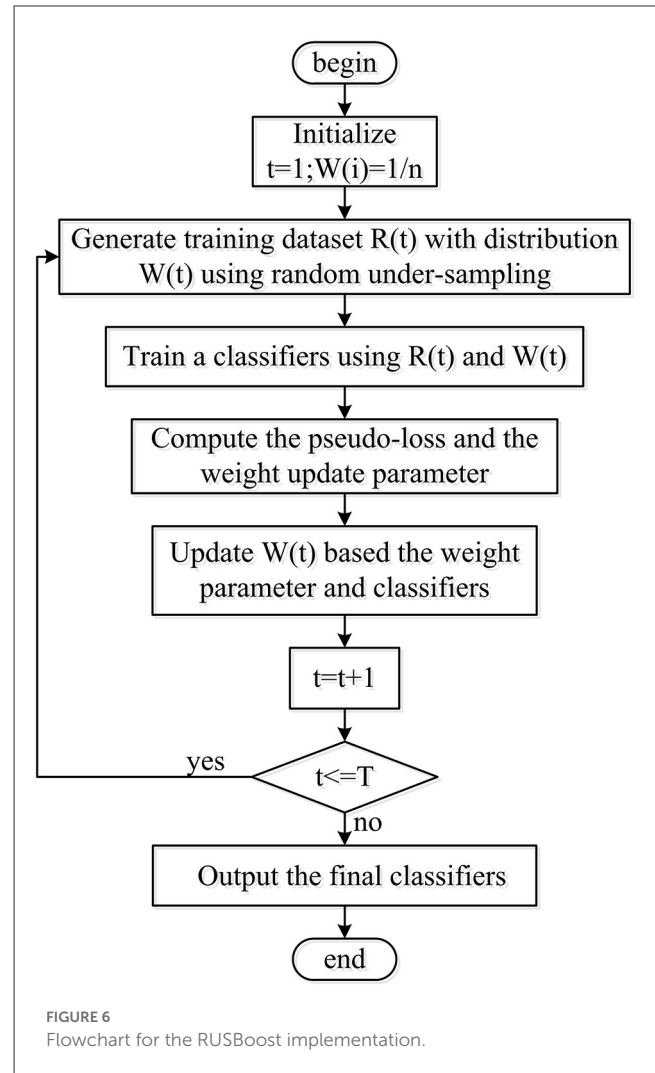 begin
Initialize
t=1;W(i)=1/n
Generate training dataset R(t) with distribution
W(t) using random under-sampling
Train a classifiers using R(t) and W(t)
Compute the pseudo-loss and the
weight update parameter
Update W(t) based the weight
parameter and classifiers
t=t+1
t<=T
yes
no
Output the final classifiers
end
FIGURE 6
Flowchart for the RUSBoost implementation.